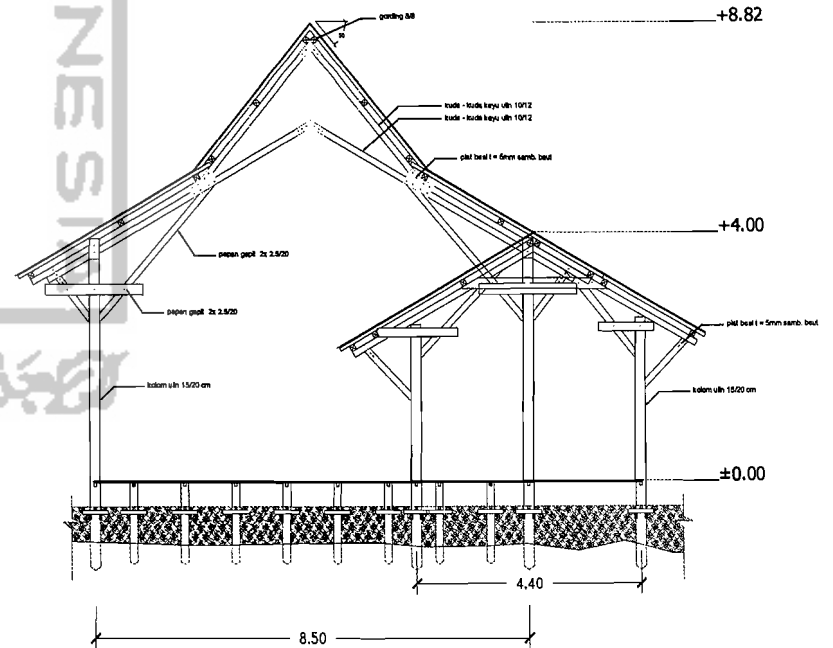 +8.82
gording 8/8
kuda - kuda kayu ulin 10/12
kuda - kuda kayu ulin 10/12
plat besi t = 5mm samb. baut
+4.00
papan gapit 2x 2.5/20
papan gapit 2x 2.5/20
plat besi t = 5mm samb. baut
kolom ulin 15/20 cm
kolom ulin 15/20 cm
±0.00
4.40
8.50